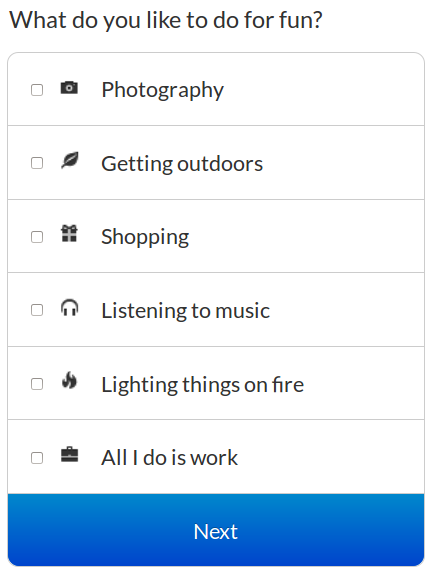 What do you like to do for fun?
Photography
Getting outdoors
Shopping
Listening to music
Lighting things on fire
All I do is work
Next